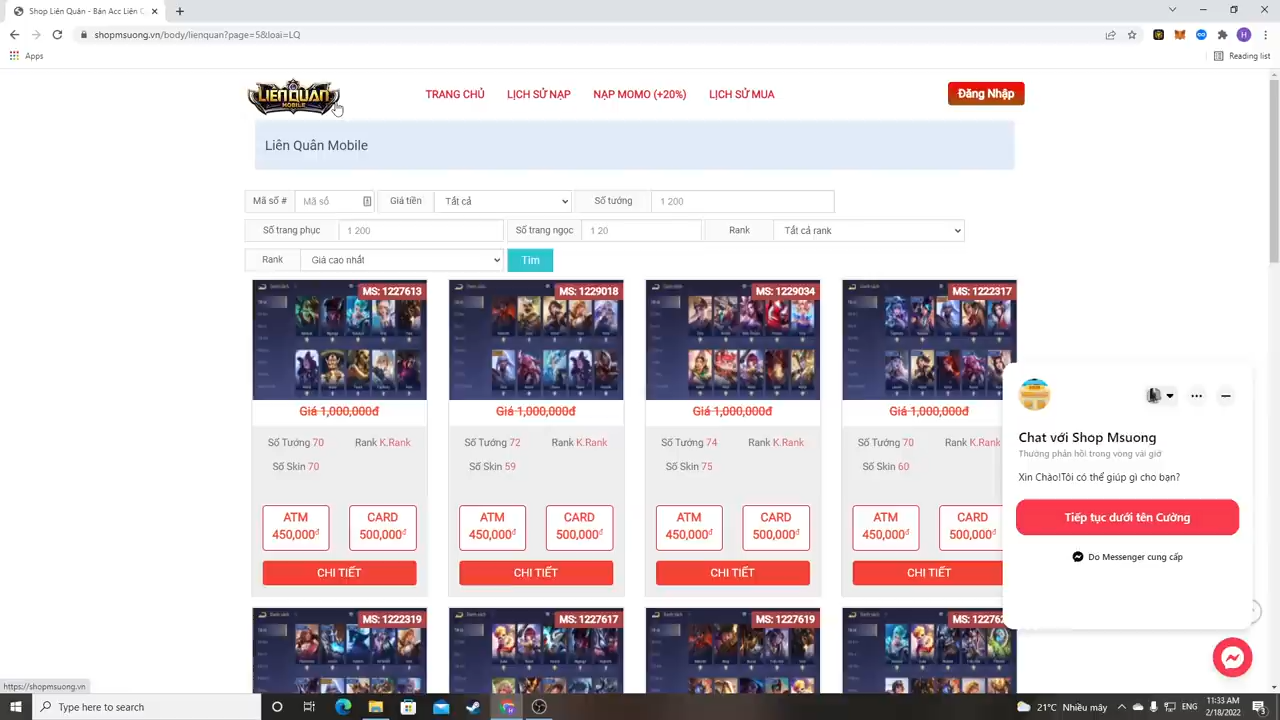 Shop Liên Quân - Bán Acc Liên C
shopmsuong.vn/body/lienquan?page=5&loai=LQ
Apps
Reading list
LIÊN QUÂN
MOBILE
TRANG CHỦ
LỊCH SỬ NẠP
NẠP MOMO (+20%)
LỊCH SỬ MUA
Đăng Nhập
Liên Quân Mobile
Mã số # Mã số Giá tiền Tất cả Số tướng 1 200
Số trang phục 1 200 Số trang ngọc 1 20 Rank Tất cả rank
Rank Giá cao nhất Tìm
MS: 1227613 MS: 1229018 MS: 1229034 MS: 1222317
Giá 1,000,000đ Giá 1,000,000đ Giá 1,000,000đ Giá 1,000,000đ
Số Tướng 70 Rank K.Rank Số Tướng 72 Rank K.Rank Số Tướng 74 Rank K.Rank Số Tướng 70 Rank K.Rank
Số Skin 70 Số Skin 59 Số Skin 75 Số Skin 60
ATM CARD ATM CARD ATM CARD ATM CARD
450,000đ 500,000đ 450,000đ 500,000đ 450,000đ 500,000đ 450,000đ 500,000đ
CHI TIẾT CHI TIẾT CHI TIẾT CHI TIẾT
MS: 1222319 MS: 1227617 MS: 1227619
Chat với Shop Msuong
Thường phản hồi trong vòng vài giờ
Xin Chào!Tôi có thể giúp gì cho bạn?
Tiếp tục dưới tên Cường
Do Messenger cung cấp
https://shopmsuong.vn
Type here to search
21°C Nhiều mây
ENG
11:33 AM
2/18/2022